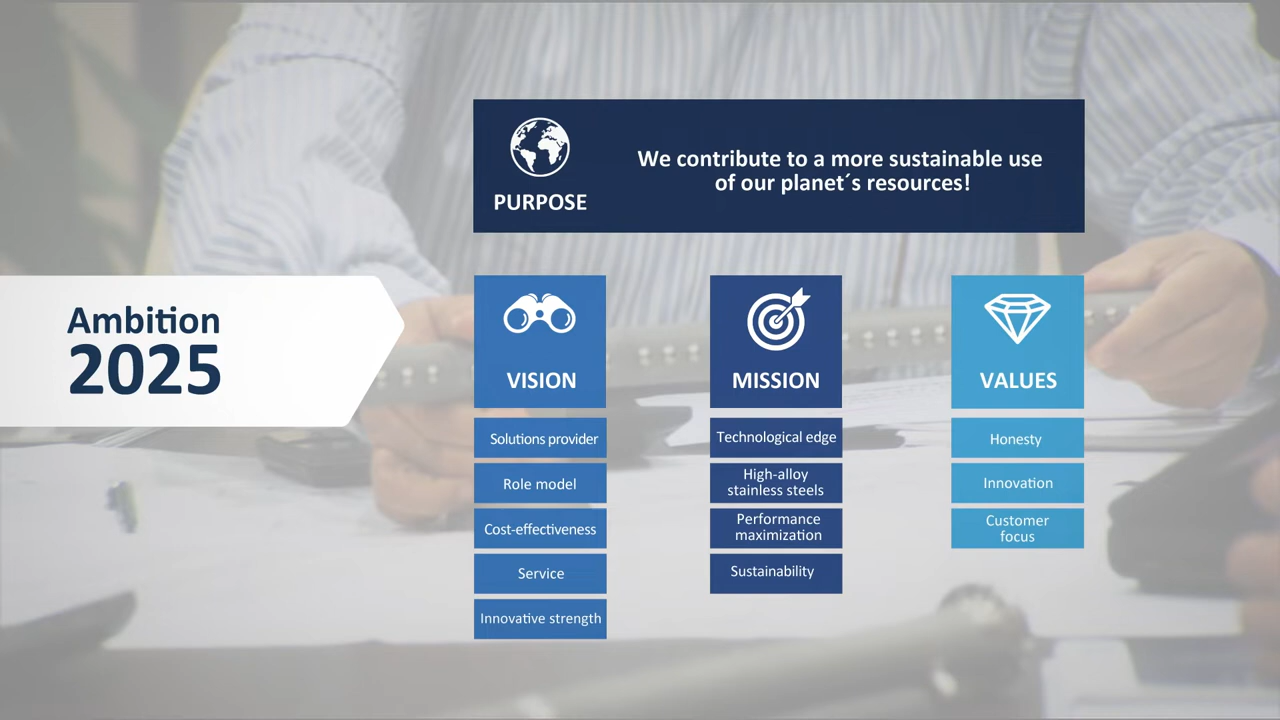 PURPOSE
We contribute to a more sustainable use
of our planet´s resources!
Ambition
2025
VISION
Solutions provider
Role model
Cost-effectiveness
Service
Innovative strength
MISSION
Technological edge
High-alloy
stainless steels
Performance
maximization
Sustainability
VALUES
Honesty
Innovation
Customer
focus